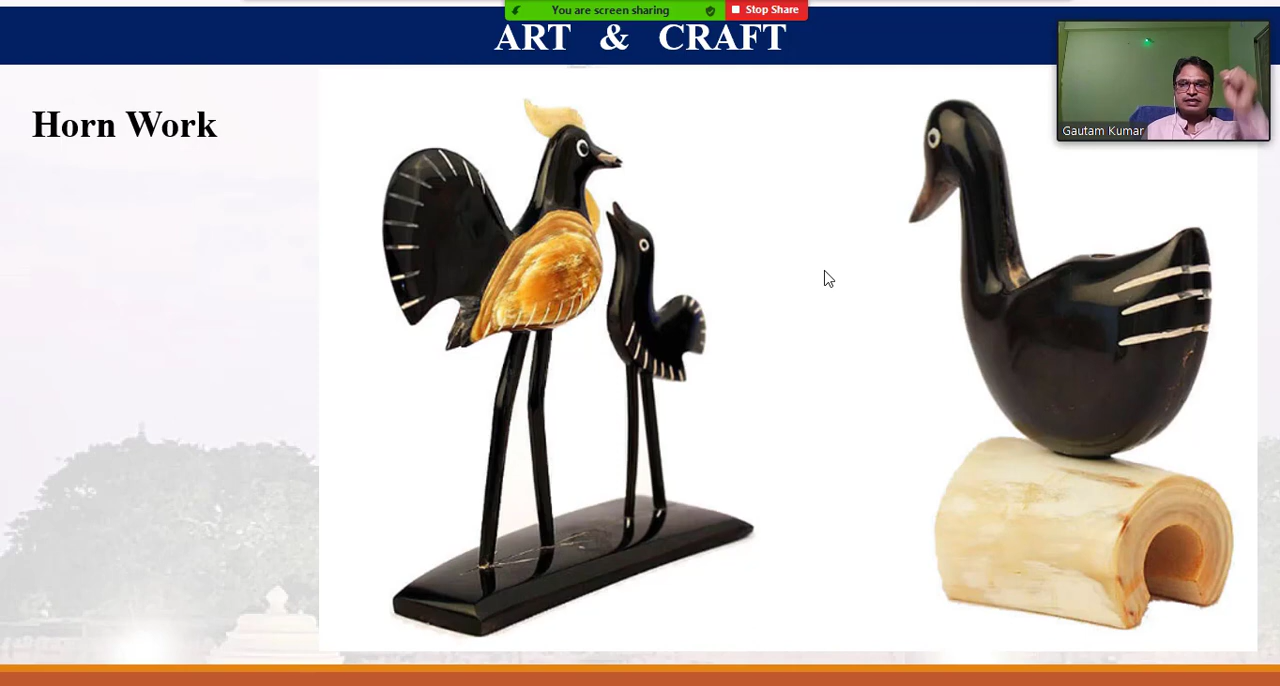 You are screen sharing
Stop Share
ART & CRAFT
Gautam Kumar
Horn Work